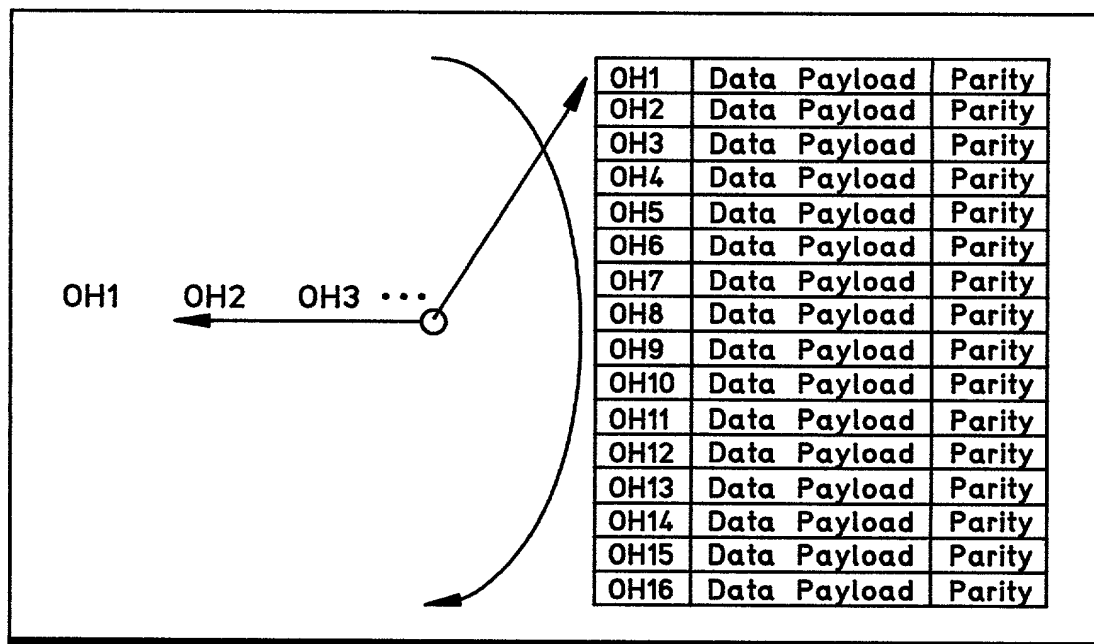 OH1 OH2 OH3 •••
OH1 Data Payload Parity
OH2 Data Payload Parity
OH3 Data Payload Parity
OH4 Data Payload Parity
OH5 Data Payload Parity
OH6 Data Payload Parity
OH7 Data Payload Parity
OH8 Data Payload Parity
OH9 Data Payload Parity
OH10 Data Payload Parity
OH11 Data Payload Parity
OH12 Data Payload Parity
OH13 Data Payload Parity
OH14 Data Payload Parity
OH15 Data Payload Parity
OH16 Data Payload Parity